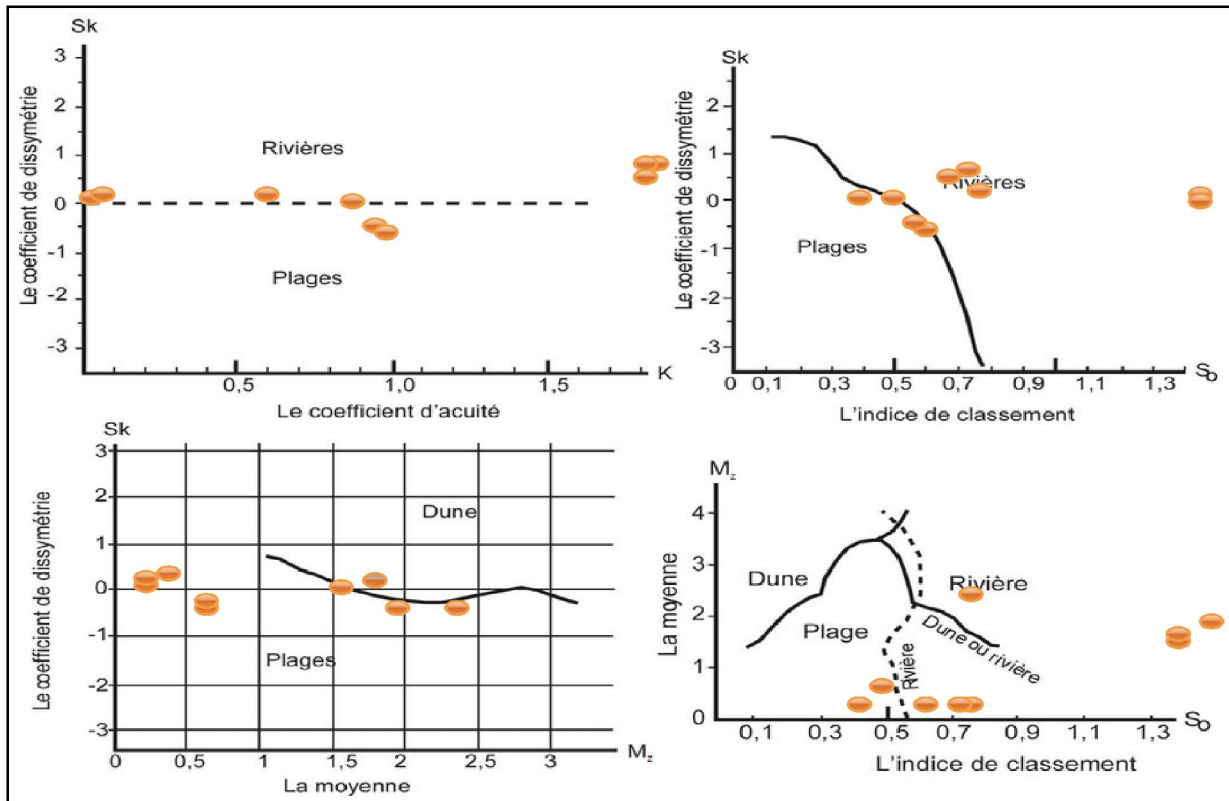 Sk
3
2
1
0
-1
-2
-3
Le coefficient de dissymétrie
Rivières
Plages
0,5
1,0
1,5
K
Le coefficient d'acuité
Sk
3
2
1
0
-1
-2
-3
Le coefficient de dissymétrie
Rivières
Plages
0 0,1 0,3 0,5 0,7 0,9 1,1 1,3 So
L'indice de classement
Sk
3
2
1
0
-1
-2
-3
Le coefficient de dissymétrie
Dune
Plages
0 0,5 1 1,5 2 2,5 3 Mz
La moyenne
Mz
4
3
2
1
0
La moyenne
Dune
Plage
Rivière
Dune ou rivière
Rivière
0,1 0,3 0,5 0,7 0,9 1,1 1,3 So
L'indice de classement